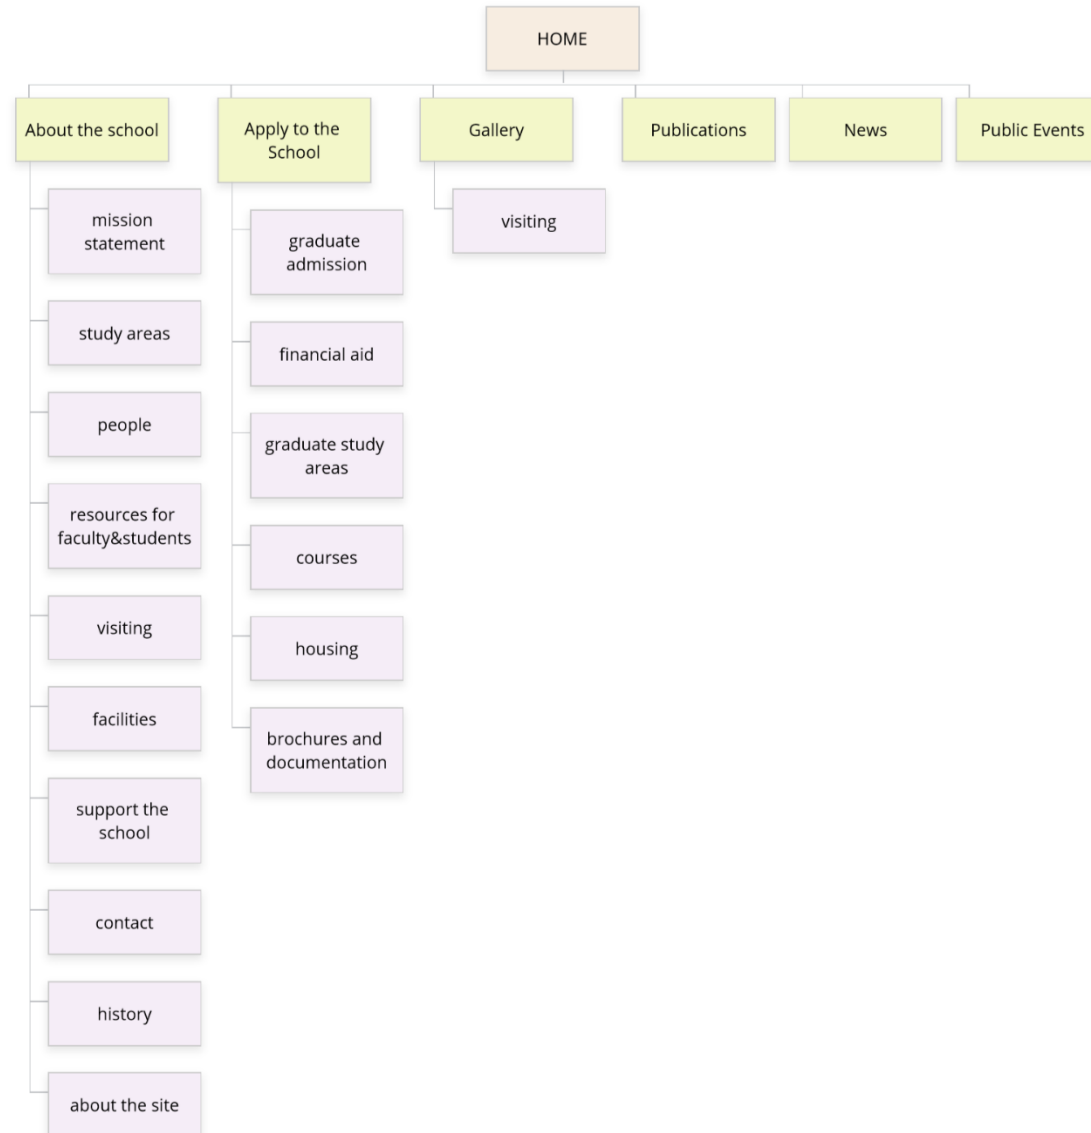 HOME
About the school
Apply to the
School
Gallery
Publications
News
Public Events
mission
statement
study areas
people
resources for
faculty&students
visiting
facilities
support the
school
contact
history
about the site
graduate
admission
financial aid
graduate study
areas
courses
housing
brochures and
documentation
visiting